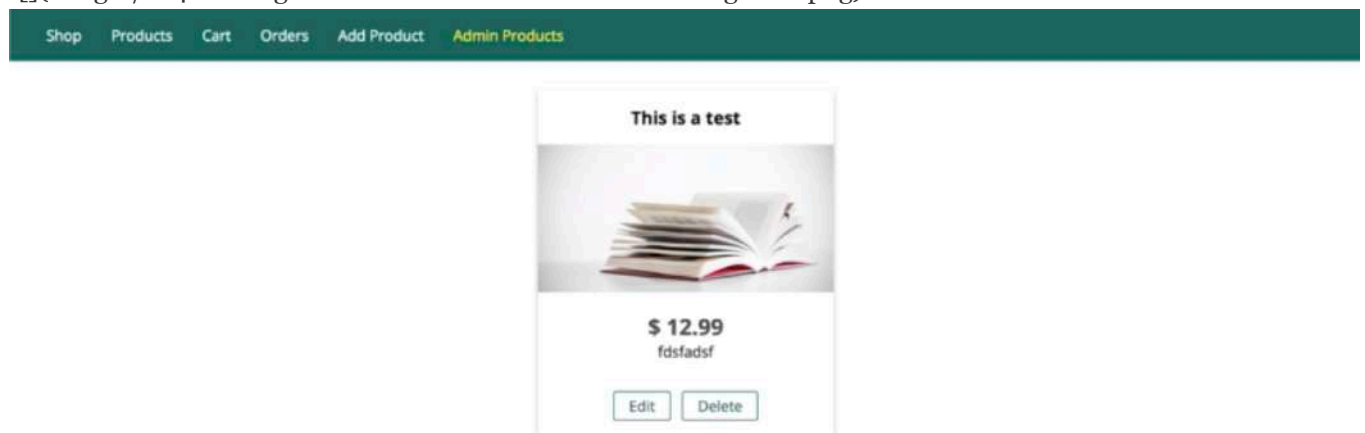 Shop Products Cart Orders Add Product Admin Products
This is a test
$ 12.99
fdsfadsf
Edit Delete